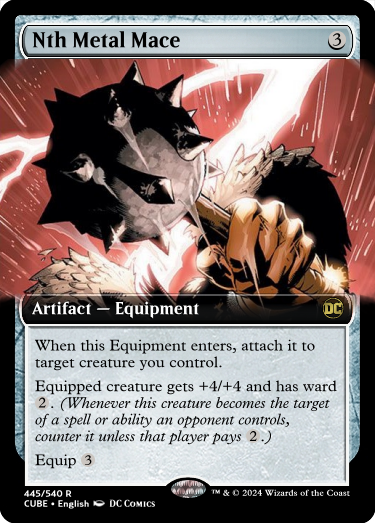 Nth Metal Mace 3
Artifact — Equipment DC
When this Equipment enters, attach it to
target creature you control.
Equipped creature gets +4/+4 and has ward
2. (Whenever this creature becomes the target
of a spell or ability an opponent controls,
counter it unless that player pays 2.)
Equip 3
445/540 R
CUBE • English DC Comics
™ & © 2024 Wizards of the Coast